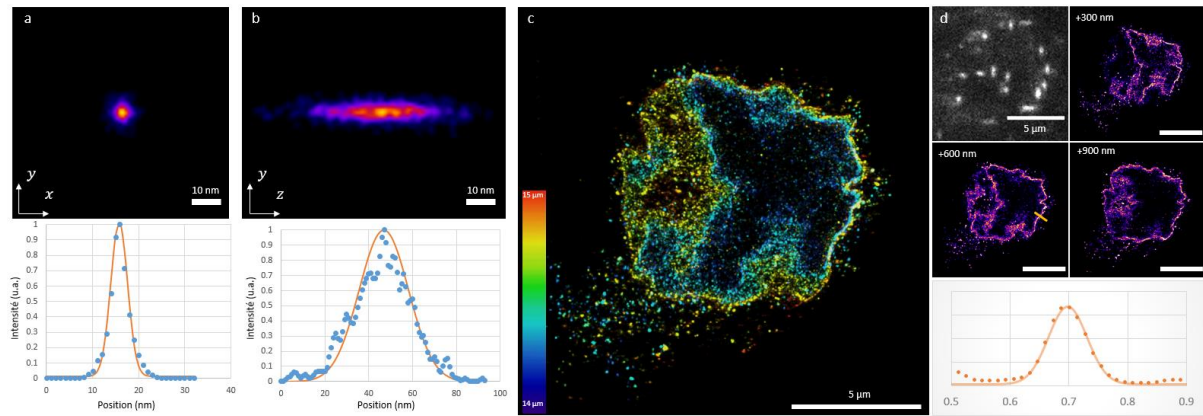 a
y
x
10 nm
Intensité (u.a.)
1
0.9
0.8
0.7
0.6
0.5
0.4
0.3
0.2
0.1
0
0 10 20 30 40
Position (nm)
b
y
z
10 nm
Intensité (u.a.)
1
0.9
0.8
0.7
0.6
0.5
0.4
0.3
0.2
0.1
0
0 20 40 60 80 100
Position (nm)
c
15 µm
14 µm
5 µm
d
5 µm
+300 nm
+600 nm
+900 nm
0.5 0.6 0.7 0.8 0.9